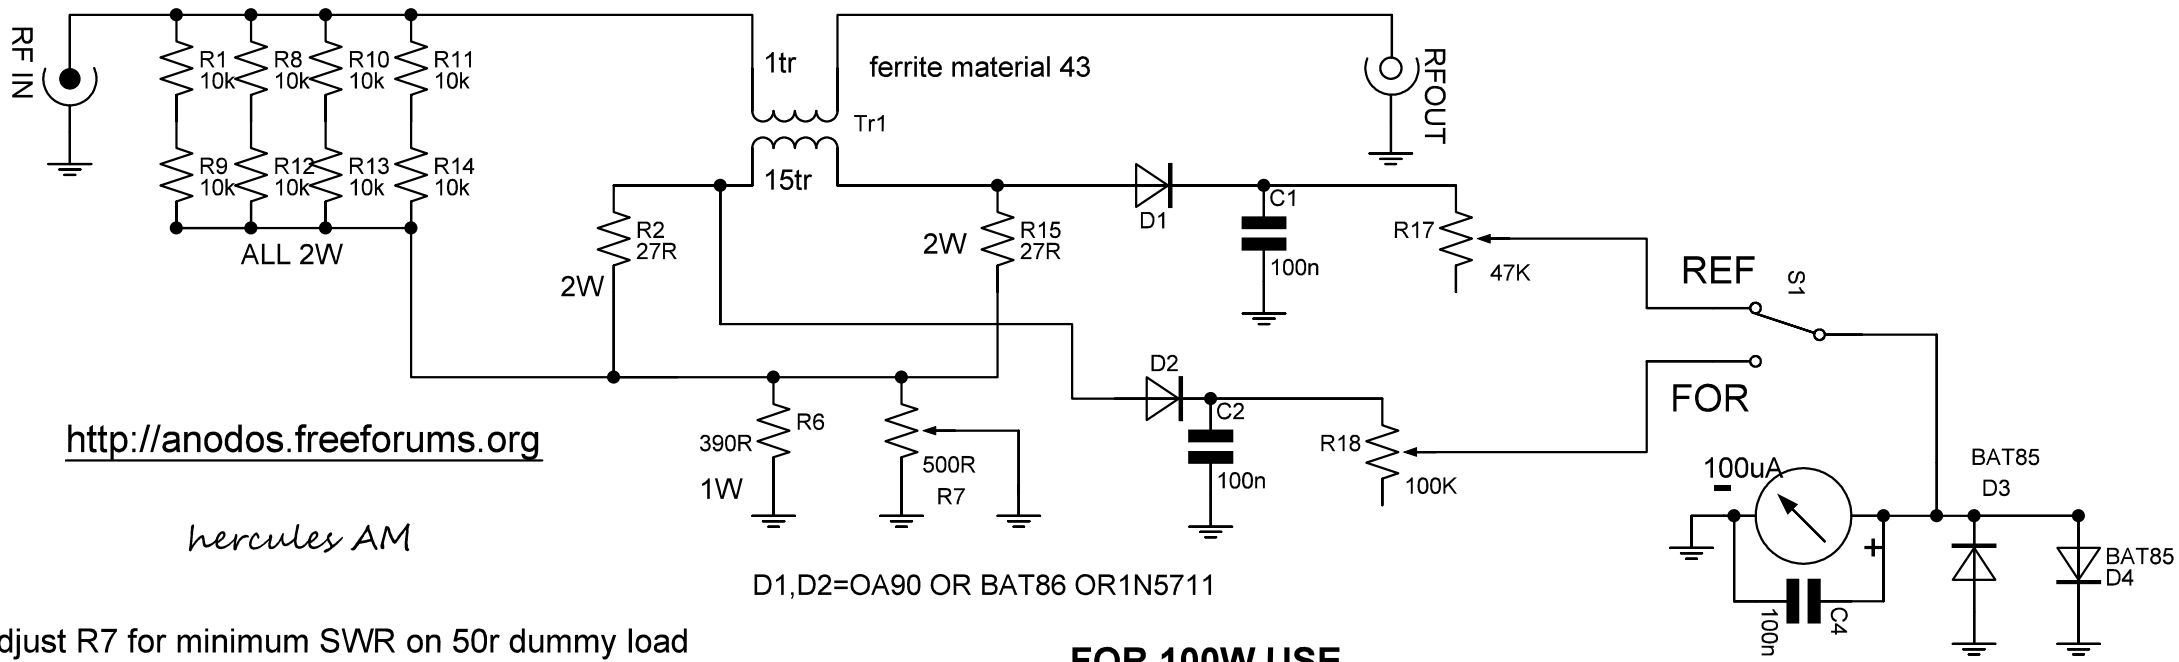 RF IN
R1
10k
R8
10k
R10
10k
R11
10k
R9
10k
R12
10k
R13
10k
R14
10k
ALL 2W
1tr
ferrite material 43
Tr1
15tr
RFOUT
R2
27R
2W
2W
R15
27R
D1
C1
100n
R17
47K
REF
S1
FOR
D2
C2
100n
R18
100K
R6
390R
1W
500R
R7
http://anodos.freeforums.org
hercules AM
100uA
-
+
BAT85
D3
BAT85
D4
C4
100n
D1,D2=OA90 OR BAT86 OR1N5711
djust R7 for minimum SWR on 50r dummy load
FOR 100W USE